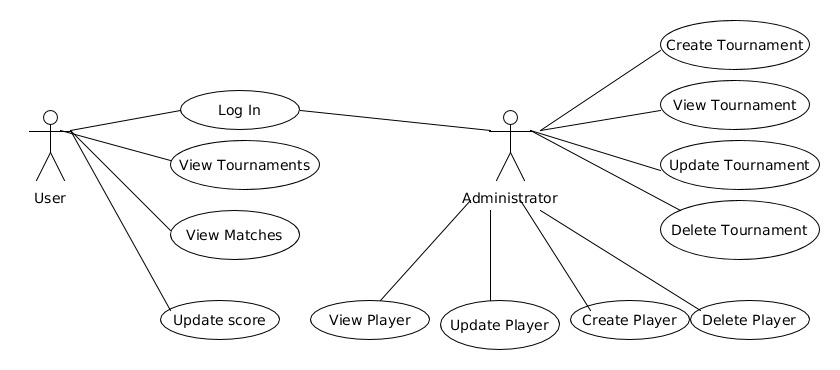 Create Tournament
Log In
View Tournament
View Tournaments
Update Tournament
User
Administrator
View Matches
Delete Tournament
Update score
View Player
Update Player
Create Player
Delete Player